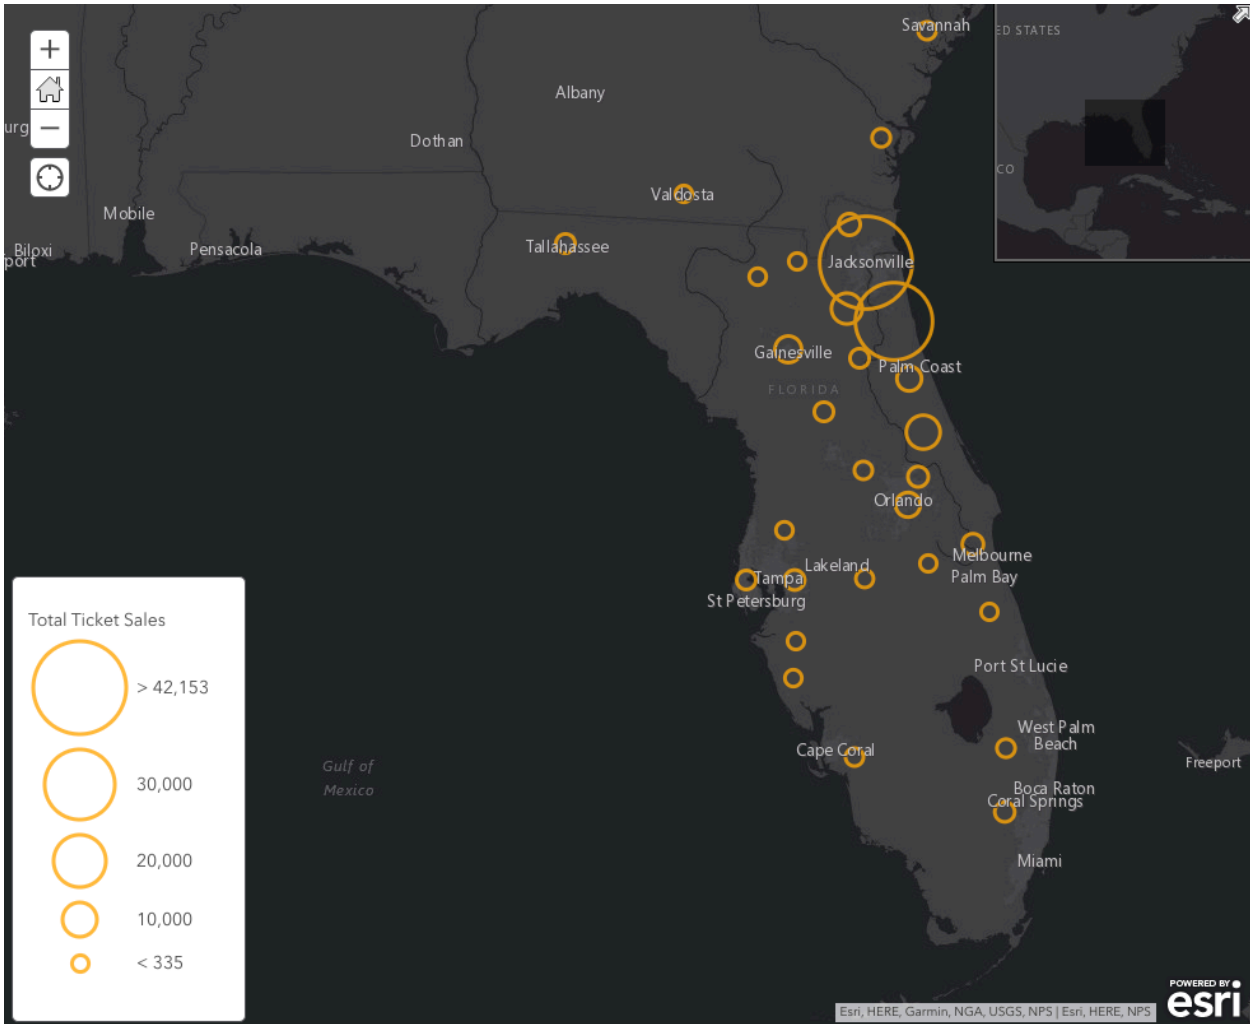 Savannah
ED STATES
Albany
urg
Dothan
CO
Valdosta
Mobile
Tallahassee
Pensacola
Biloxi
port
Jacksonville
Gainesville
Palm Coast
FLORIDA
Orlando
Melbourne
Lakeland
Tampa
Palm Bay
St Petersburg
Total Ticket Sales
> 42,153
30,000
20,000
10,000
< 335
Port St Lucie
West Palm
Beach
Cape Coral
Freeport
Gulf of
Mexico
Boca Raton
Coral Springs
Miami
POWERED BY
esri
Esri, HERE, Garmin, NGA, USGS, NPS | Esri, HERE, NPS